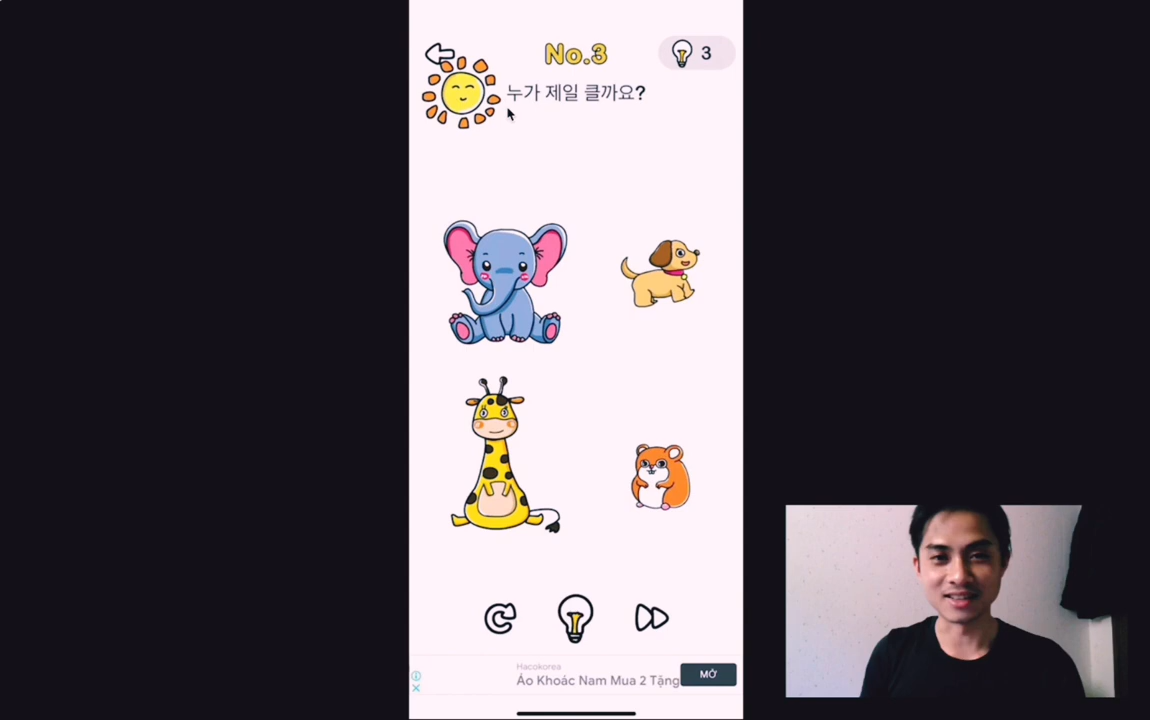 No.3
3
누가 제일 클까요?
Hacokorea
Áo Khoác Nam Mua 2 Tặng
MỞ